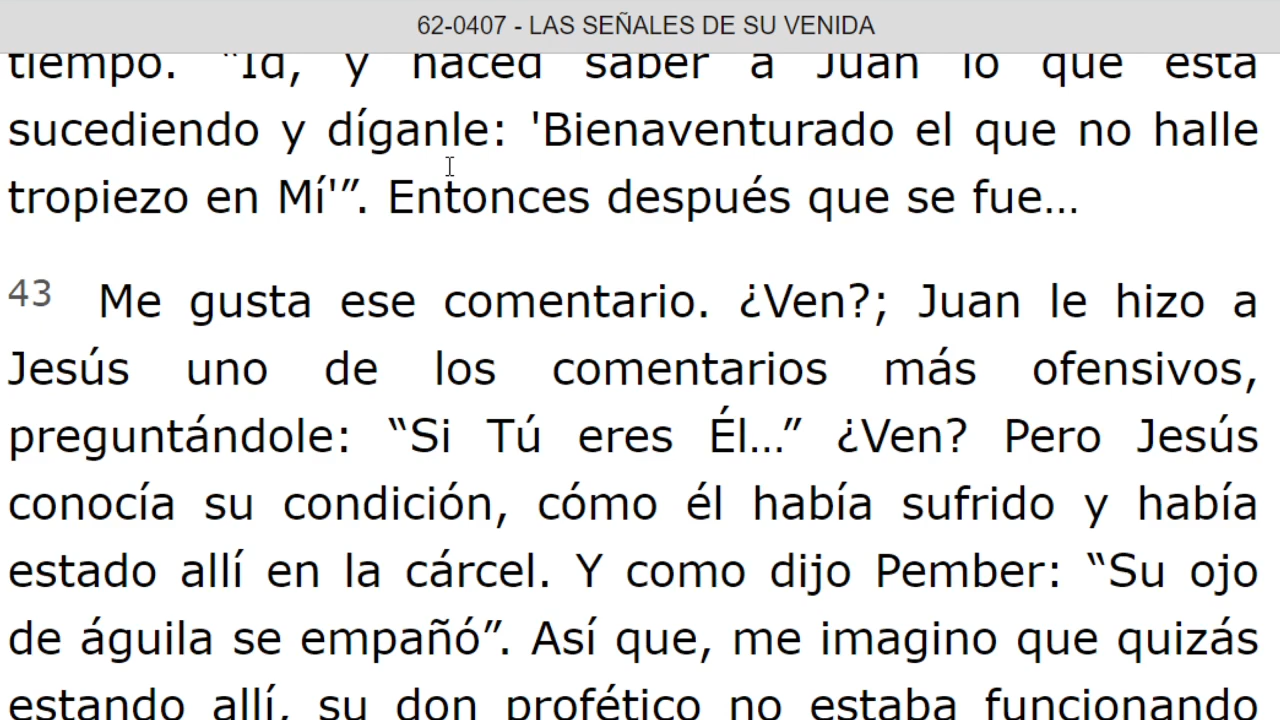 62-0407 - LAS SEÑALES DE SU VENIDA
tiempo. “Id, y haced saber a Juan lo que está
sucediendo y díganle: 'Bienaventurado el que no halle
tropiezo en Mí'”. Entonces después que se fue…
43 Me gusta ese comentario. ¿Ven?; Juan le hizo a
Jesús uno de los comentarios más ofensivos,
preguntándole: “Si Tú eres Él…” ¿Ven? Pero Jesús
conocía su condición, cómo él había sufrido y había
estado allí en la cárcel. Y como dijo Pember: “Su ojo
de águila se empañó”. Así que, me imagino que quizás
estando allí, su don profético no estaba funcionando